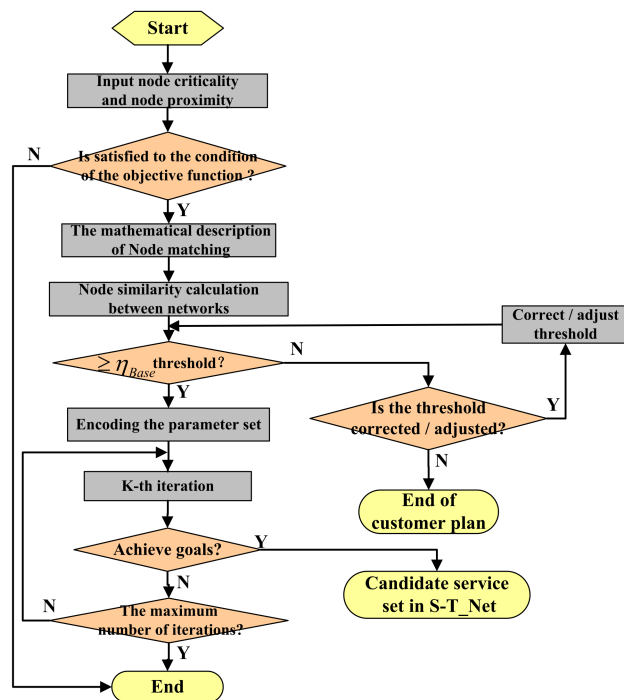 Start
Input node criticality
and node proximity
N
Is satisfied to the condition
of the objective function ?
Y
The mathematical description
of Node matching
Node similarity calculation
between networks
Correct / adjust
threshold
≥ η_Base threshold?
N
Y
Is the threshold
corrected / adjusted?
Y
N
Encoding the parameter set
K-th iteration
End of
customer plan
Achieve goals?
Y
N
Candidate service
set in S-T_Net
N
The maximum
number of iterations?
Y
End